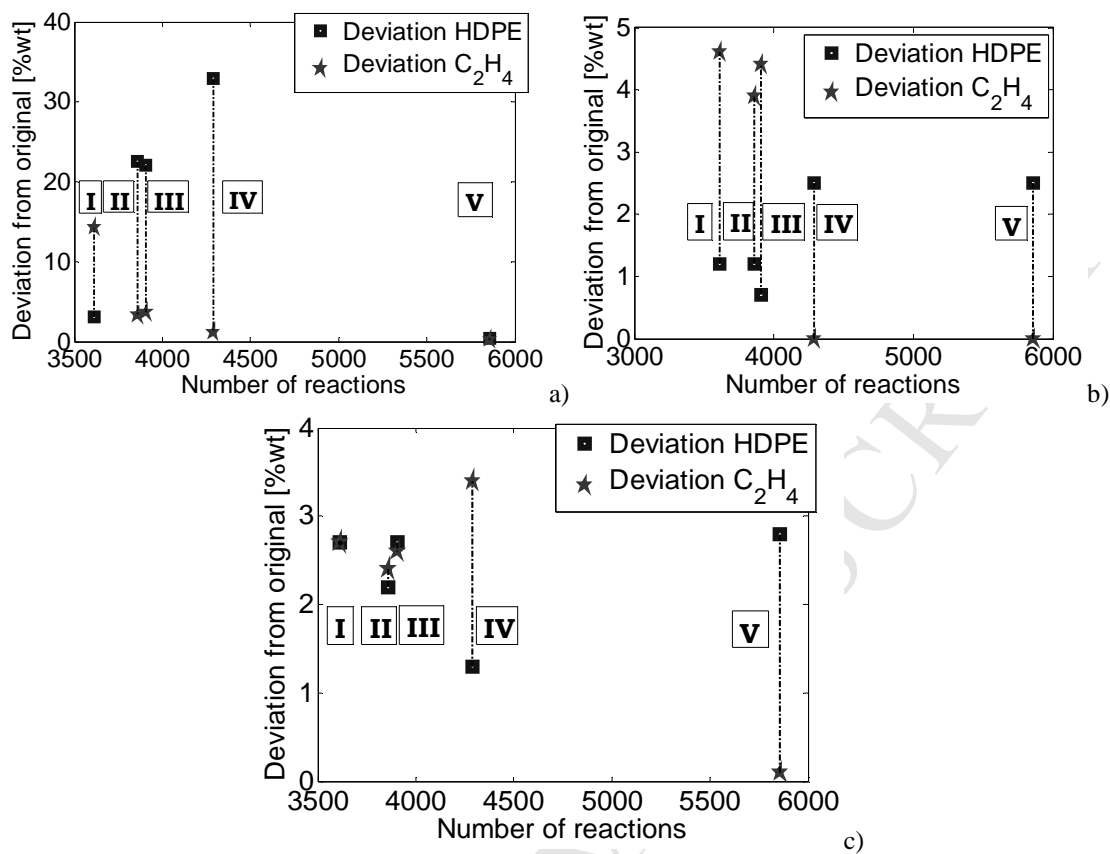 Deviation from original [%wt]
40
30
20
10
0
Deviation HDPE
Deviation C2H4
I II III IV V
3500 4000 4500 5000 5500 6000
Number of reactions
a)
Deviation from original [%wt]
5
4
3
2
1
0
Deviation HDPE
Deviation C2H4
I II III IV V
3000 4000 5000 6000
Number of reactions
b)
Deviation from original [%wt]
4
3
2
1
0
Deviation HDPE
Deviation C2H4
I II III IV V
3500 4000 4500 5000 5500 6000
Number of reactions
c)